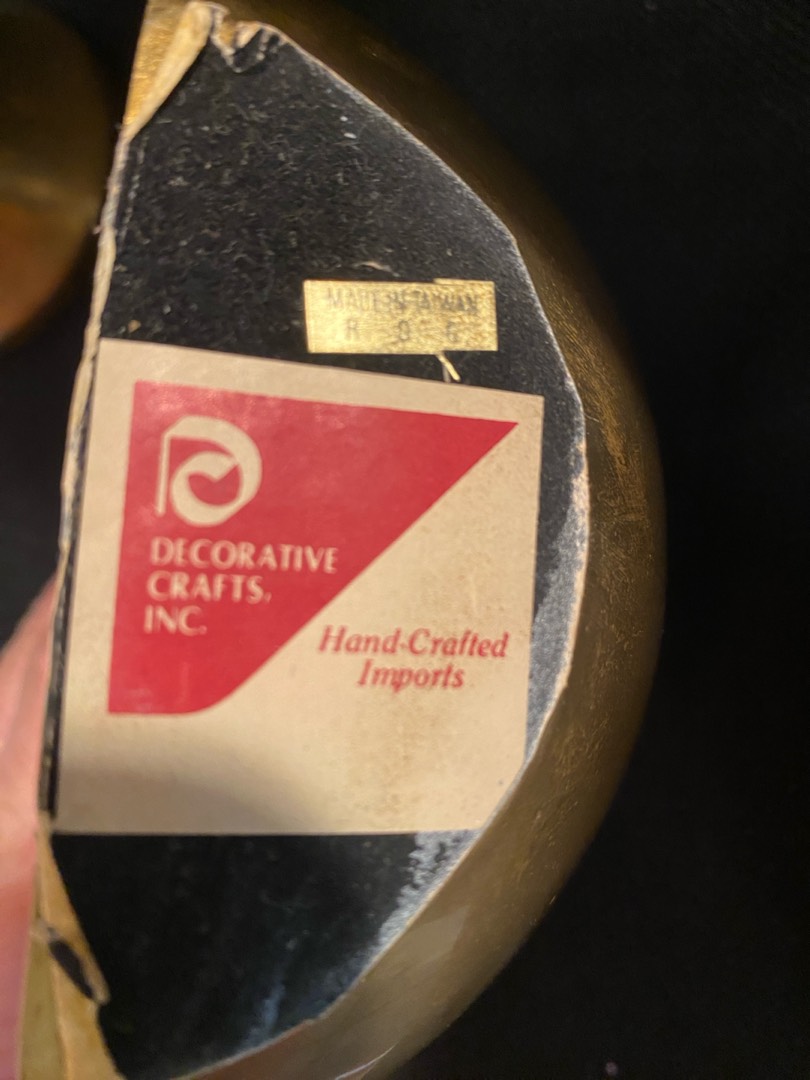 MADE IN TAIWAN
R O C
DECORATIVE
CRAFTS,
INC.
Hand-Crafted
Imports